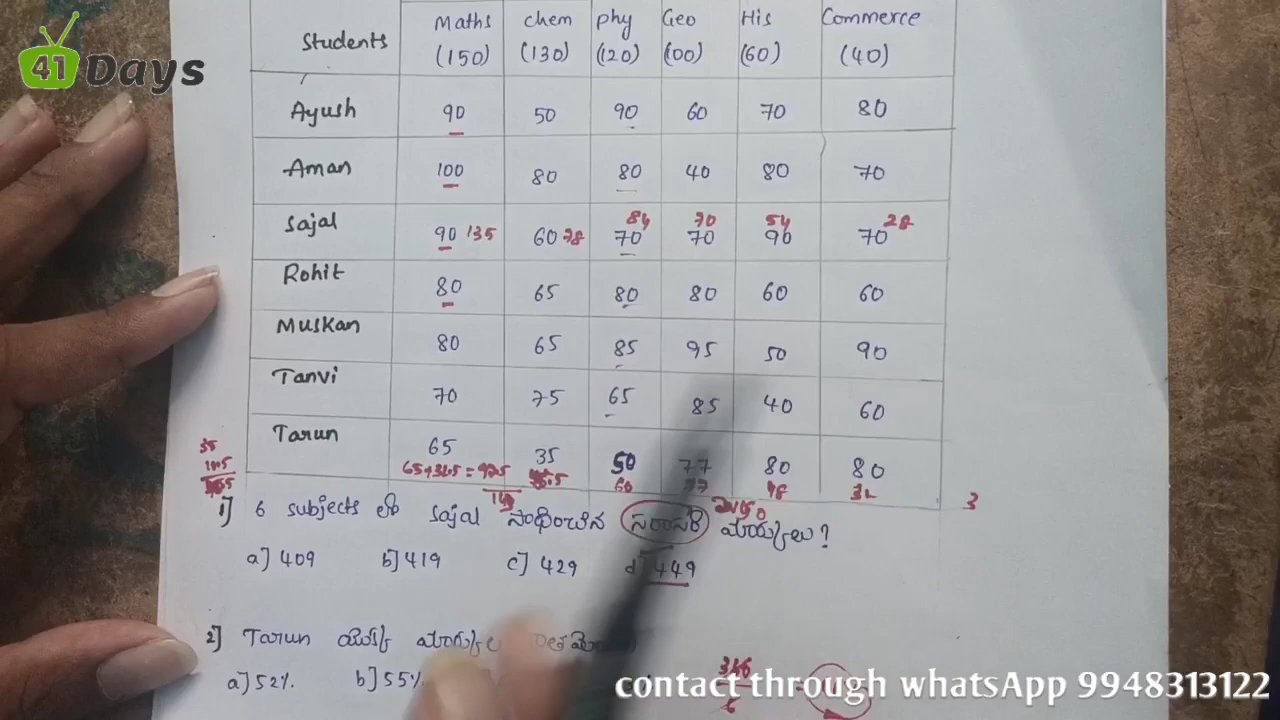 41 Days
Students Maths (150) chem (130) phy (120) Geo (00) His (60) Commerce (40)
Ayush 90 50 90 60 70 80
Aman 100 80 80 40 80 70
Sajal 90 135 60 78 70 84 70 70 90 54 70 28
Rohit 80 65 80 80 60 60
Muskan 80 65 85 95 50 90
Tanvi 70 75 65 85 40 60
Tarun 65 35 50 77 80 80
60 77 48
1] 6 subjects లో Sajal సాధించిన సరాసరి మార్కులు?
a] 409 b] 419 c] 429 d] 449
2] Tarun యొక్క
a] 52% b] 55%
contact through whatsApp 9948313122